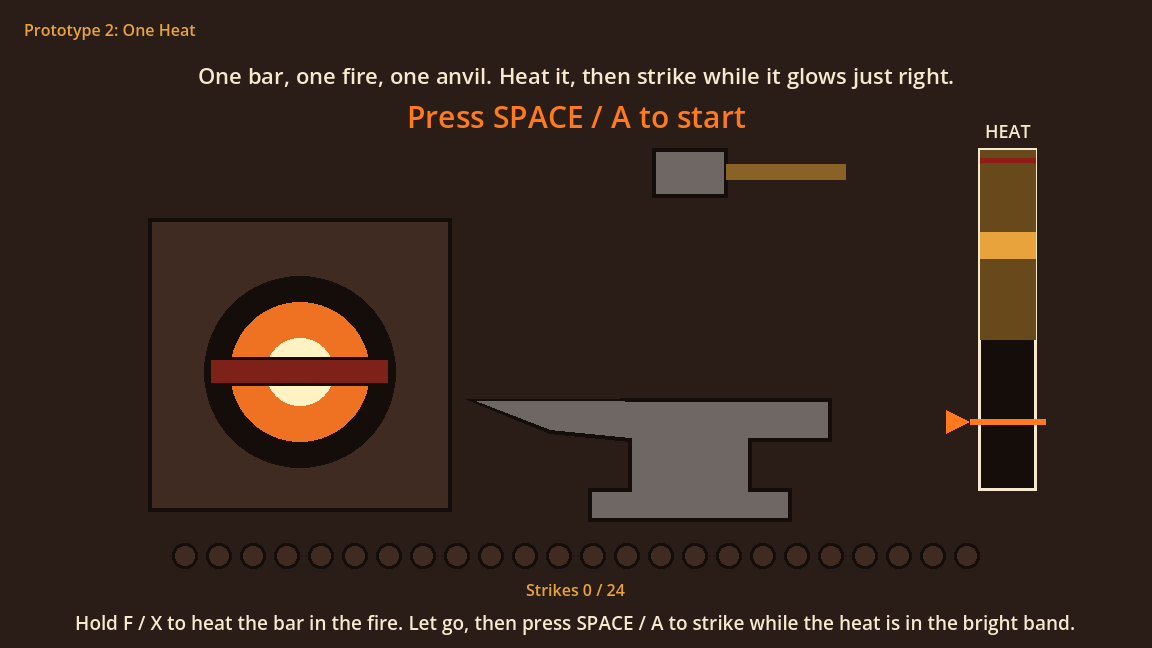 Prototype 2: One Heat
One bar, one fire, one anvil. Heat it, then strike while it glows just right.
Press SPACE / A to start
HEAT
Strikes 0 / 24
Hold F / X to heat the bar in the fire. Let go, then press SPACE / A to strike while the heat is in the bright band.